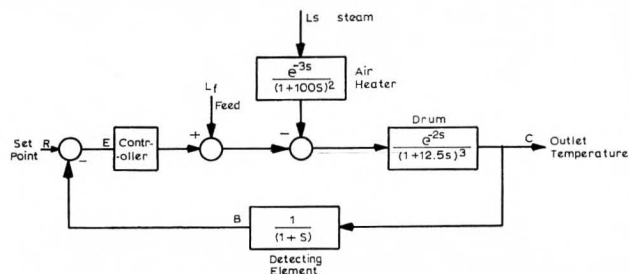 Ls steam
e-3s
(1+100S)2
Air
Heater
Lf
Feed
Drum
e-2s
(1+12.5s)3
C
Outlet
Temperature
Set
Point
R
E
Contr-
oller
+
-
-
B
1
(1+S)
Detecting
Element